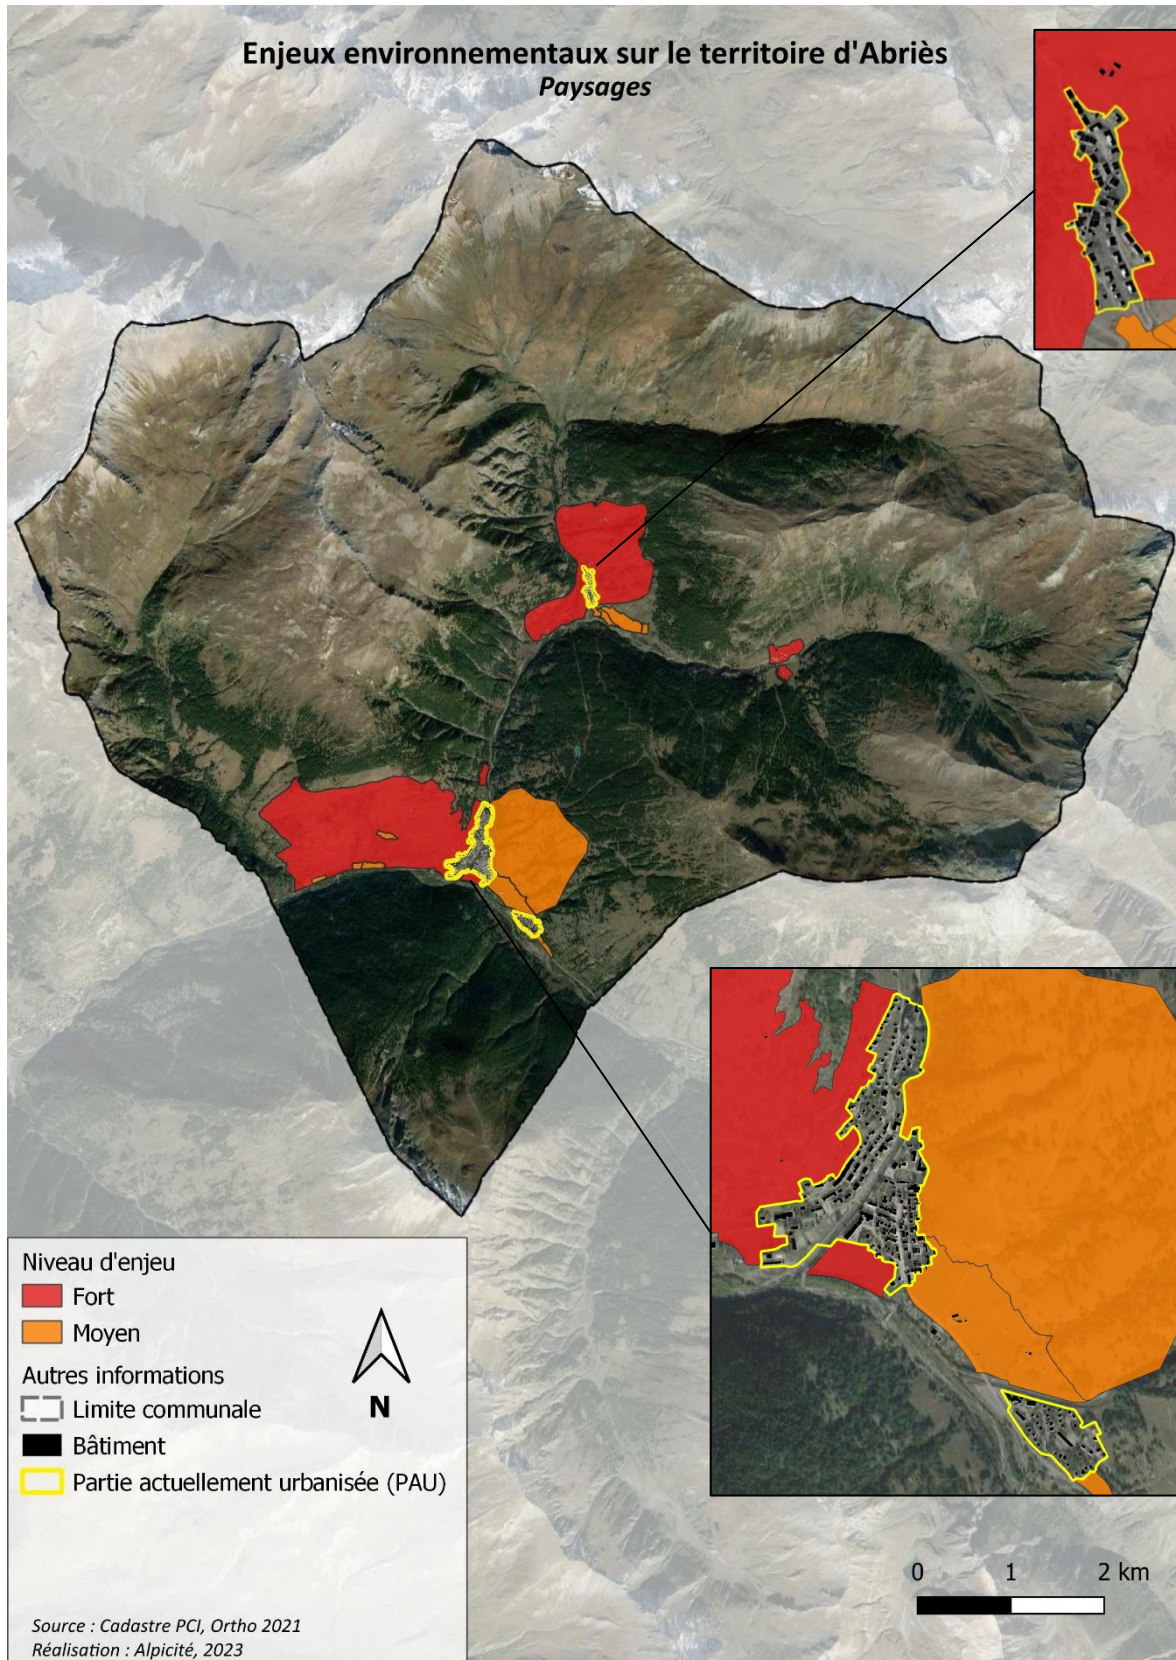 Enjeux environnementaux sur le territoire d'Abriès
Paysages
Niveau d'enjeu
Fort
Moyen
Autres informations
Limite communale
Bâtiment
Partie actuellement urbanisée (PAU)
N
Source : Cadastre PCI, Ortho 2021
Réalisation : Alpicité, 2023
0 1 2 km